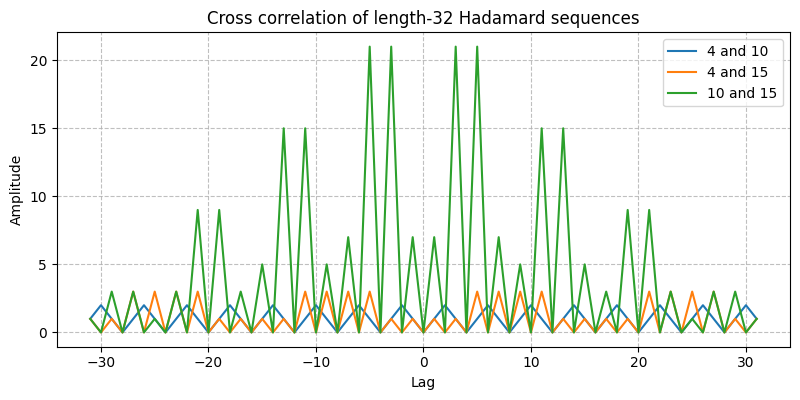 Cross correlation of length-32 Hadamard sequences
4 and 10
4 and 15
10 and 15
Amplitude
20
15
10
5
0
−30
−20
−10
0
10
20
30
Lag